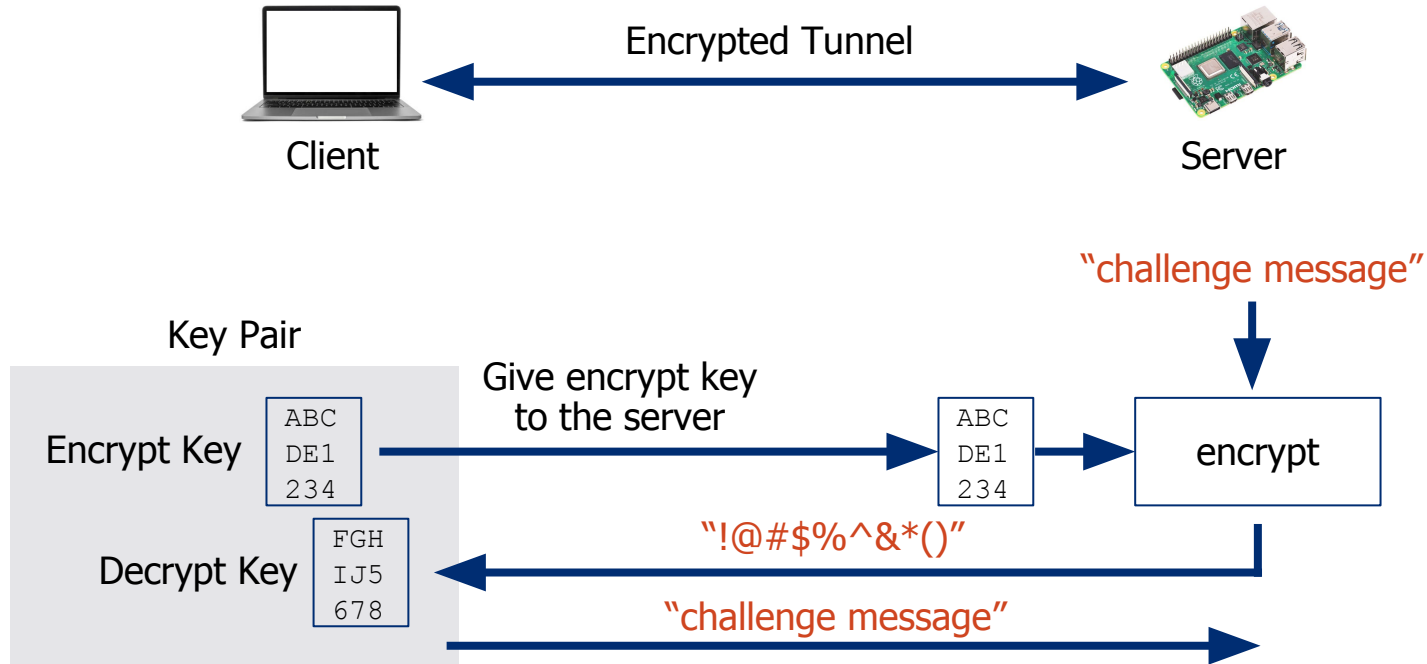 Encrypted Tunnel
Client
Server
“challenge message”
Key Pair
Give encrypt key
to the server
Encrypt Key
ABC
DE1
234
ABC
DE1
234
encrypt
“!@#$%^&*()”
Decrypt Key
FGH
IJ5
678
“challenge message”